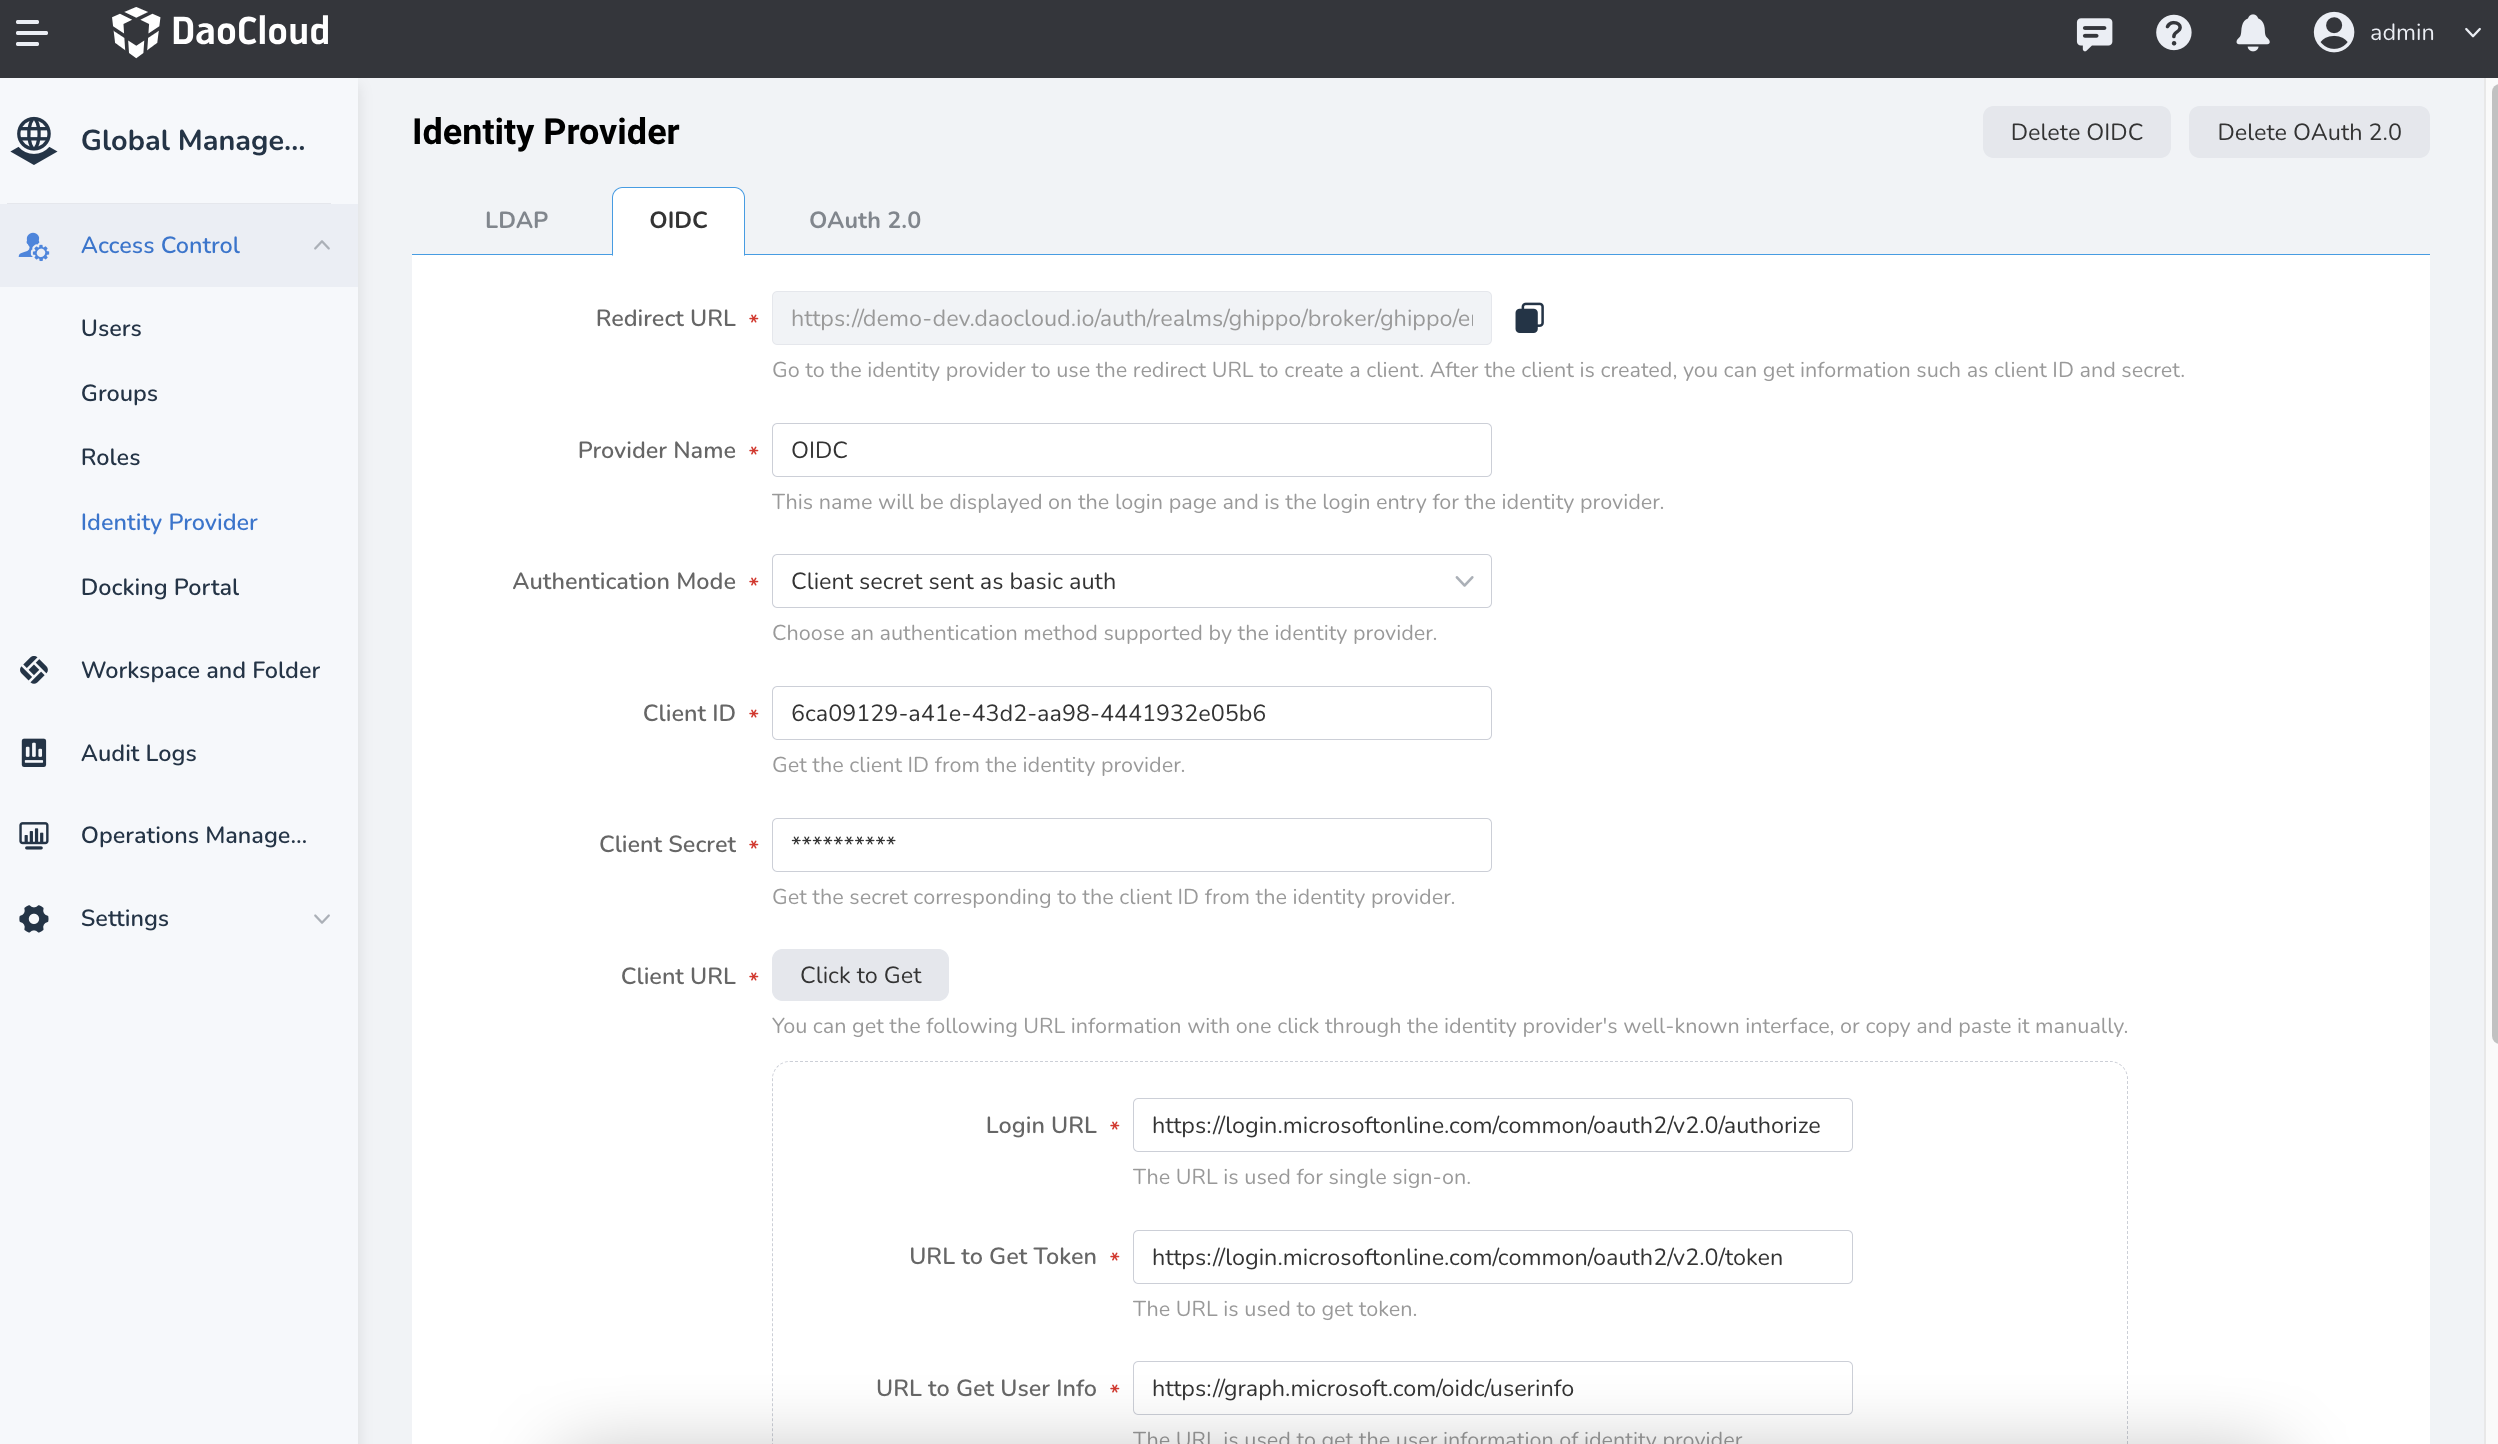 DaoCloud
admin
Global Manage...
Access Control
Users
Groups
Roles
Identity Provider
Docking Portal
Workspace and Folder
Audit Logs
Operations Manage...
Settings
Identity Provider
Delete OIDC
Delete OAuth 2.0
LDAP
OIDC
OAuth 2.0
Redirect URL *
https://demo-dev.daocloud.io/auth/realms/ghippo/broker/ghippo/e
Go to the identity provider to use the redirect URL to create a client. After the client is created, you can get information such as client ID and secret.
Provider Name *
OIDC
This name will be displayed on the login page and is the login entry for the identity provider.
Authentication Mode *
Client secret sent as basic auth
Choose an authentication method supported by the identity provider.
Client ID *
6ca09129-a41e-43d2-aa98-4441932e05b6
Get the client ID from the identity provider.
Client Secret *
**********
Get the secret corresponding to the client ID from the identity provider.
Client URL *
Click to Get
You can get the following URL information with one click through the identity provider's well-known interface, or copy and paste it manually.
Login URL *
https://login.microsoftonline.com/common/oauth2/v2.0/authorize
The URL is used for single sign-on.
URL to Get Token *
https://login.microsoftonline.com/common/oauth2/v2.0/token
The URL is used to get token.
URL to Get User Info *
https://graph.microsoft.com/oidc/userinfo
The URL is used to get the user information of identity provider